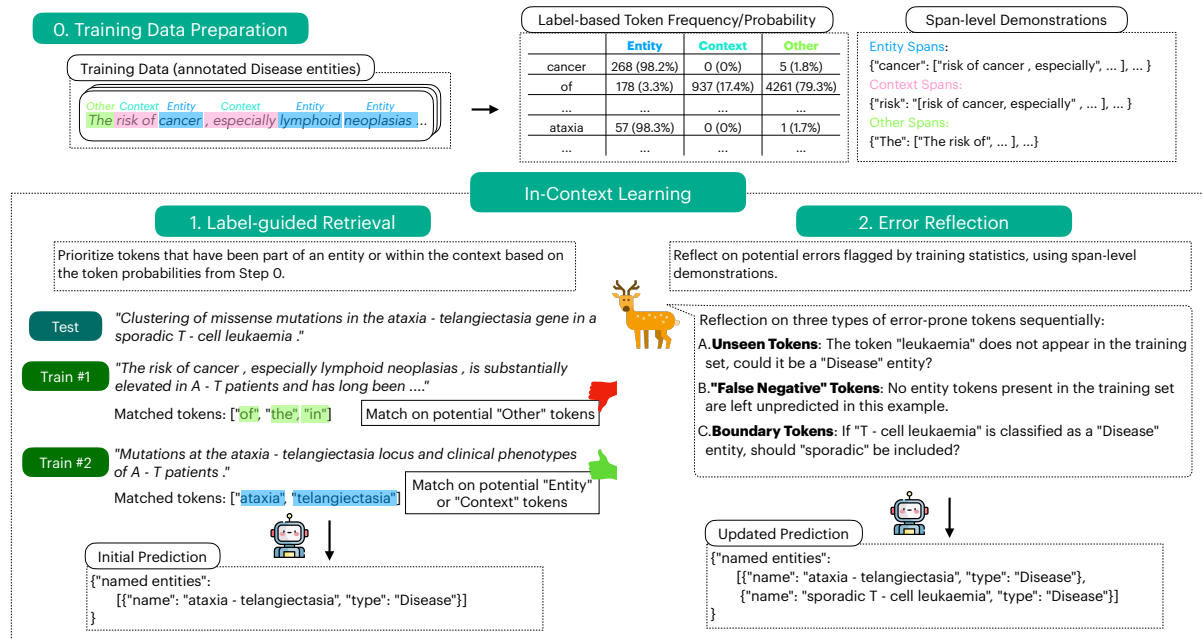 0. Training Data Preparation
Training Data (annotated Disease entities)
Other Context Entity Context Entity Entity
The risk of cancer , especially lymphoid neoplasias ...
Label-based Token Frequency/Probability
Entity Context Other
cancer 268 (98.2%) 0 (0%) 5 (1.8%)
of 178 (3.3%) 937 (17.4%) 4261 (79.3%)
... ... ... ...
ataxia 57 (98.3%) 0 (0%) 1 (1.7%)
... ... ... ...
Span-level Demonstrations
Entity Spans:
{"cancer": ["risk of cancer , especially", ... ], ... }
Context Spans:
{"risk": "[risk of cancer, especially" , ... ], ... }
Other Spans:
{"The": ["The risk of", ... ], ...}
In-Context Learning
1. Label-guided Retrieval
Prioritize tokens that have been part of an entity or within the context based on
the token probabilities from Step 0.
Test
"Clustering of missense mutations in the ataxia - telangiectasia gene in a
sporadic T - cell leukaemia ."
Train #1
"The risk of cancer , especially lymphoid neoplasias , is substantially
elevated in A - T patients and has long been ...."
Matched tokens: ["of", "the", "in"]
Match on potential "Other" tokens
Train #2
"Mutations at the ataxia - telangiectasia locus and clinical phenotypes
of A - T patients ."
Matched tokens: ["ataxia", "telangiectasia"]
Match on potential "Entity"
or "Context" tokens
Initial Prediction
{"named entities":
[{"name": "ataxia - telangiectasia", "type": "Disease"}]
}
2. Error Reflection
Reflect on potential errors flagged by training statistics, using span-level
demonstrations.
Reflection on three types of error-prone tokens sequentially:
A.Unseen Tokens: The token "leukaemia" does not appear in the training
set, could it be a "Disease" entity?
B."False Negative" Tokens: No entity tokens present in the training set
are left unpredicted in this example.
C.Boundary Tokens: If "T - cell leukaemia" is classified as a "Disease"
entity, should "sporadic" be included?
Updated Prediction
{"named entities":
[{"name": "ataxia - telangiectasia", "type": "Disease"},
{"name": "sporadic T - cell leukaemia", "type": "Disease"}]
}